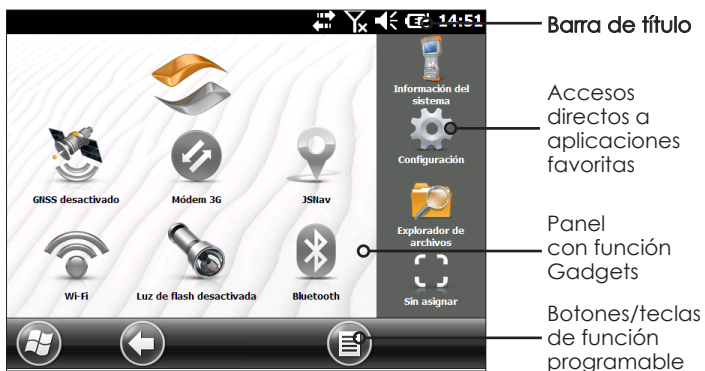 14:51
Barra de título
Información del
sistema
Accesos
directos a
aplicaciones
favoritas
Configuración
GNSS desactivado
Módem 3G
JSNav
Explorador de
archivos
Panel
con función
Gadgets
Wi-Fi
Luz de flash desactivada
Bluetooth
Sin asignar
Botones/teclas
de función
programable